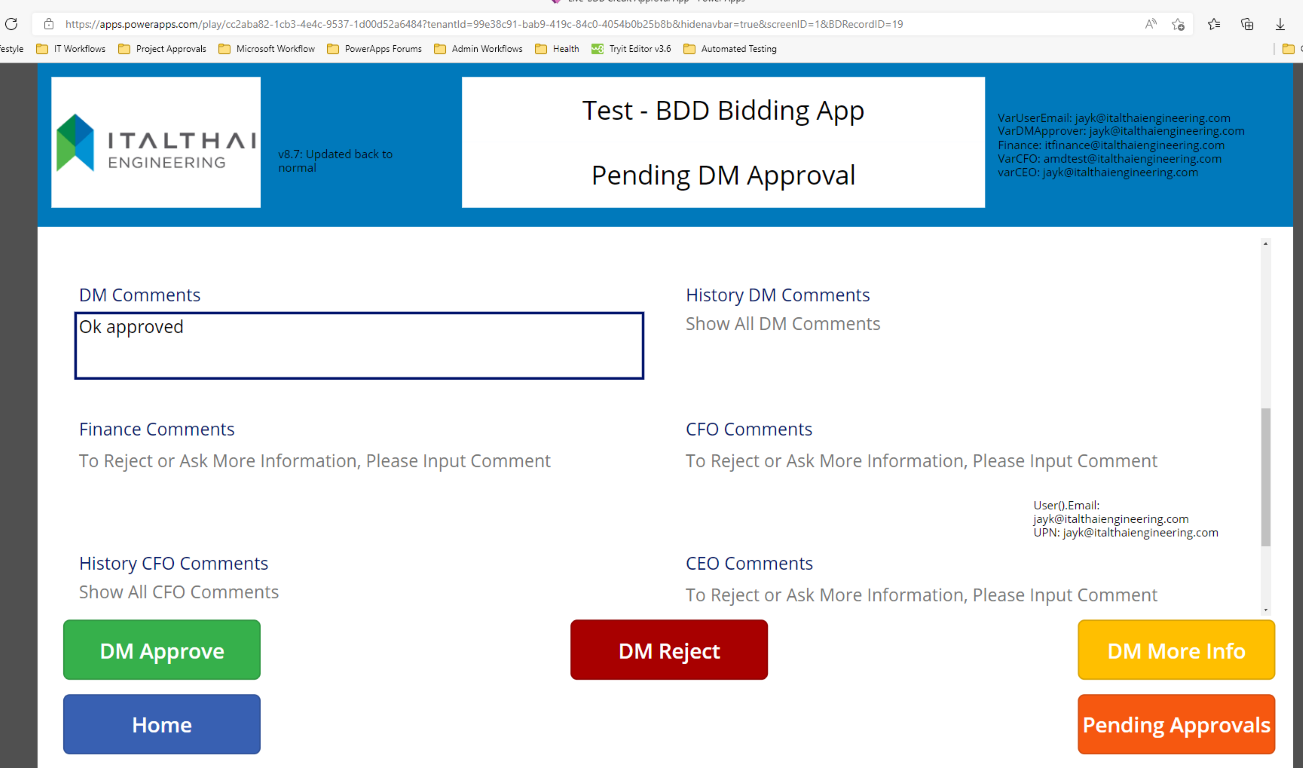 https://apps.powerapps.com/play/cc2aba82-1cb3-4e4c-9537-1d00d52a6484?tenantId=99e38c91-bab9-419c-84c0-4054b0b25b8b&hidenavbar=true&screenID=1&BDRecordID=19
estyle IT Workflows Project Approvals Microsoft Workflow PowerApps Forums Admin Workflows Health Tryit Editor v3.6 Automated Testing
ITALTHAI
ENGINEERING
v8.7: Updated back to
normal
Test - BDD Bidding App
Pending DM Approval
VarUserEmail: jayk@italthaiengineering.com
VarDMApprover: jayk@italthaiengineering.com
Finance: itfinance@italthaiengineering.com
VarCFO: amdtest@italthaiengineering.com
varCEO: jayk@italthaiengineering.com
DM Comments
Ok approved
History DM Comments
Show All DM Comments
Finance Comments
To Reject or Ask More Information, Please Input Comment
CFO Comments
To Reject or Ask More Information, Please Input Comment
User().Email:
jayk@italthaiengineering.com
UPN: jayk@italthaiengineering.com
History CFO Comments
Show All CFO Comments
CEO Comments
To Reject or Ask More Information, Please Input Comment
DM Approve
DM Reject
DM More Info
Home
Pending Approvals